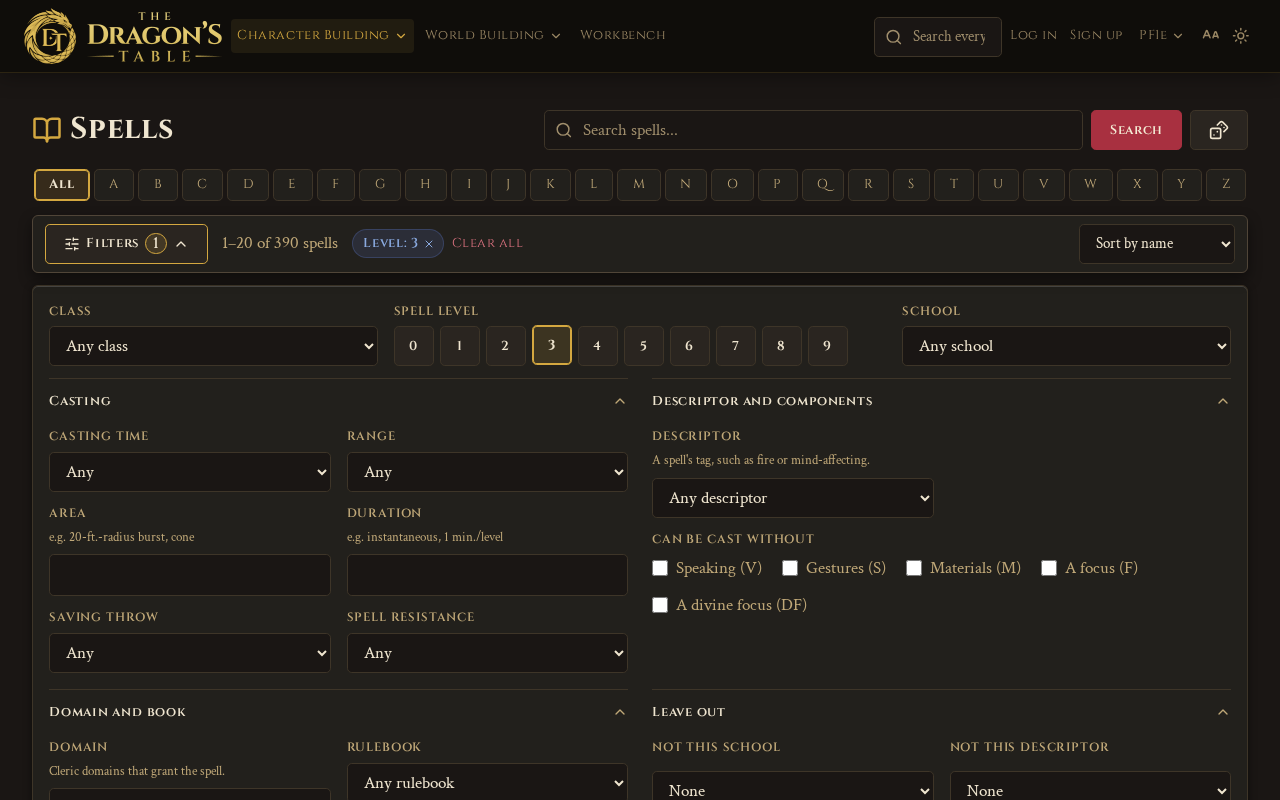 THE
DRAGON'S
TABLE
DT
Character Building
World Building
Workbench
Search every
Log in
Sign up
PF1e
AA
Spells
Search spells...
Search
All A B C D E F G H I J K L M N O P Q R S T U V W X Y Z
Filters 1
1–20 of 390 spells
Level: 3 ×
Clear all
Sort by name
CLASS
Any class
SPELL LEVEL
0 1 2 3 4 5 6 7 8 9
SCHOOL
Any school
Casting
CASTING TIME
Any
RANGE
Any
AREA
e.g. 20-ft.-radius burst, cone
DURATION
e.g. instantaneous, 1 min./level
SAVING THROW
Any
SPELL RESISTANCE
Any
Descriptor and components
DESCRIPTOR
A spell's tag, such as fire or mind-affecting.
Any descriptor
CAN BE CAST WITHOUT
Speaking (V) Gestures (S) Materials (M) A focus (F)
A divine focus (DF)
Domain and book
DOMAIN
Cleric domains that grant the spell.
RULEBOOK
Any rulebook
Leave out
NOT THIS SCHOOL
None
NOT THIS DESCRIPTOR
None